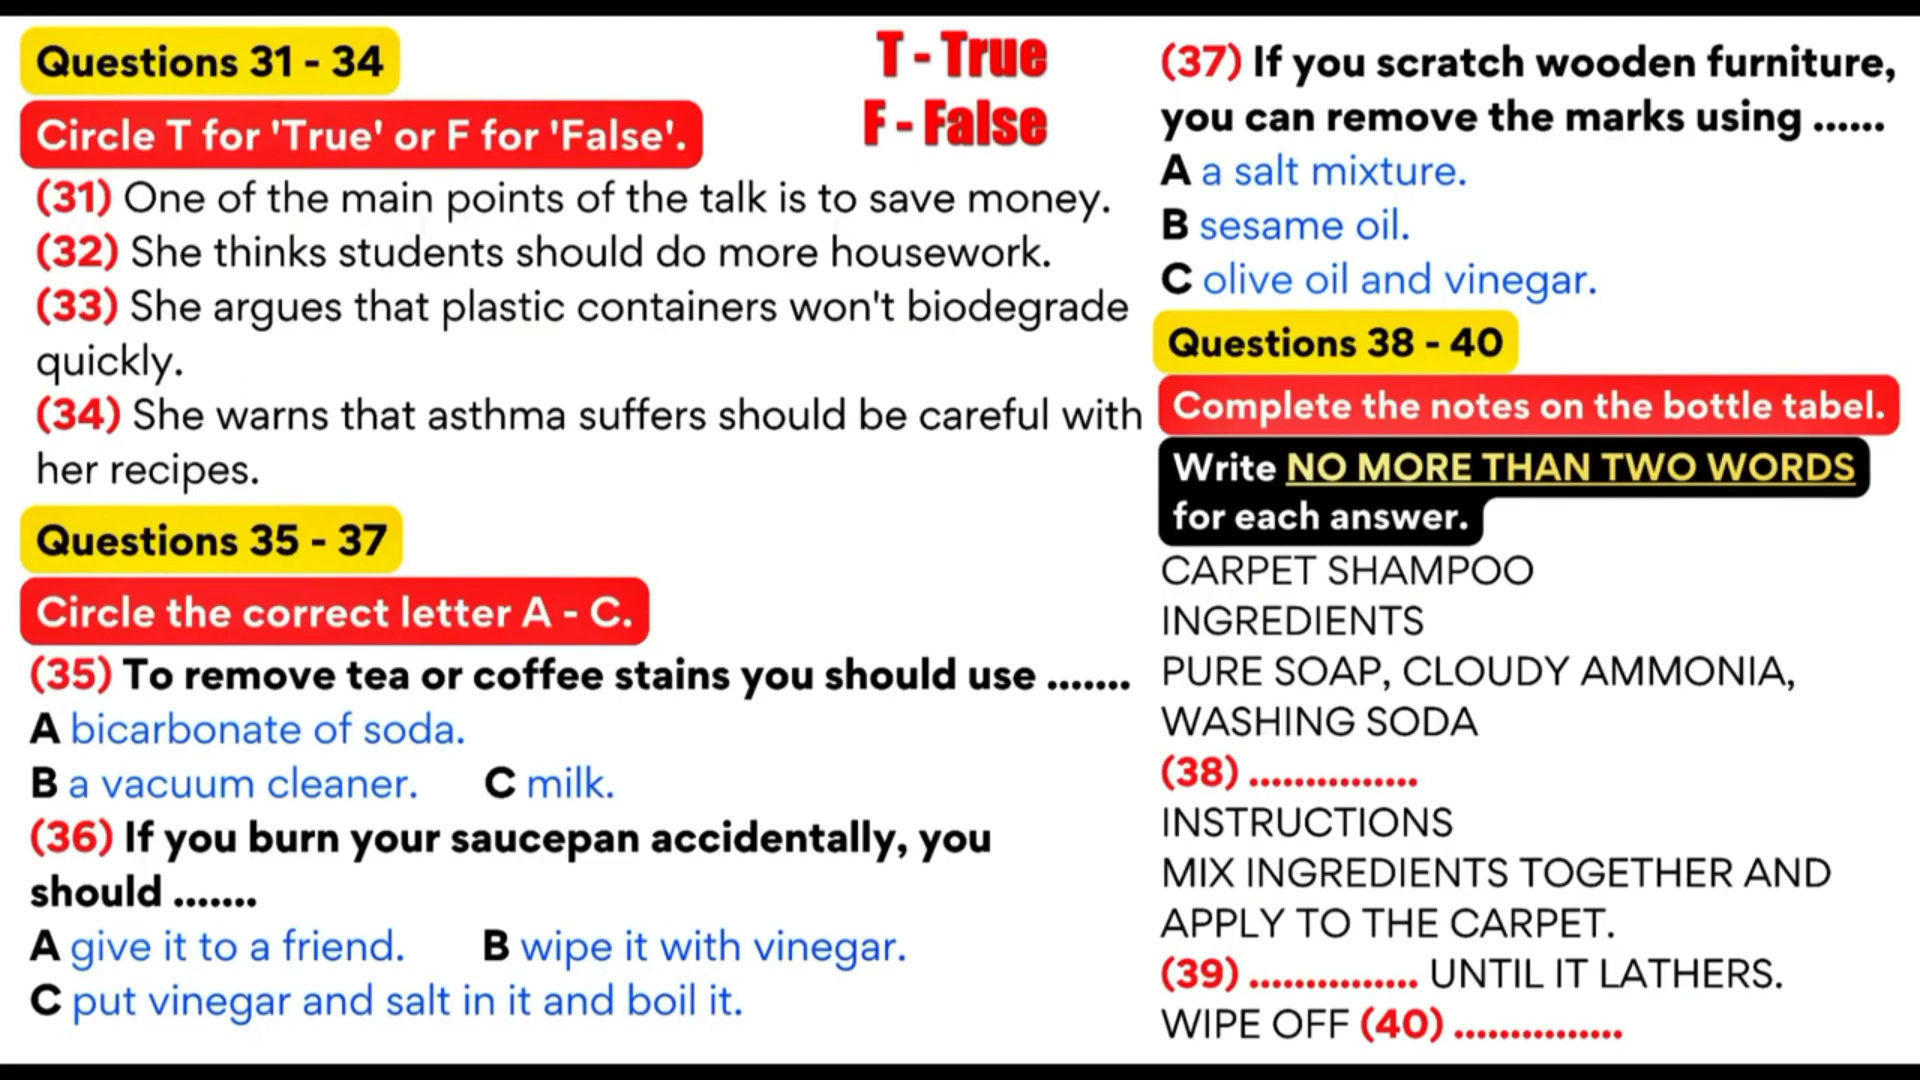 Questions 31 - 34
T - True
F - False
Circle T for 'True' or F for 'False'.
(31) One of the main points of the talk is to save money.
(32) She thinks students should do more housework.
(33) She argues that plastic containers won't biodegrade
quickly.
(34) She warns that asthma suffers should be careful with
her recipes.
Questions 35 - 37
Circle the correct letter A - C.
(35) To remove tea or coffee stains you should use .......
A bicarbonate of soda.
B a vacuum cleaner. C milk.
(36) If you burn your saucepan accidentally, you
should .......
A give it to a friend. B wipe it with vinegar.
C put vinegar and salt in it and boil it.
(37) If you scratch wooden furniture,
you can remove the marks using ......
A a salt mixture.
B sesame oil.
C olive oil and vinegar.
Questions 38 - 40
Complete the notes on the bottle tabel.
Write NO MORE THAN TWO WORDS
for each answer.
CARPET SHAMPOO
INGREDIENTS
PURE SOAP, CLOUDY AMMONIA,
WASHING SODA
(38) ...............
INSTRUCTIONS
MIX INGREDIENTS TOGETHER AND
APPLY TO THE CARPET.
(39) ............... UNTIL IT LATHERS.
WIPE OFF (40) ...............